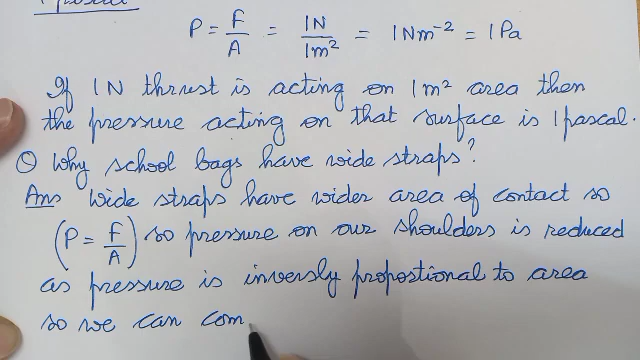 P = F/A = 1N/1m² = 1Nm⁻² = 1Pa
If 1N thrust is acting on 1m² area then
the pressure acting on that surface is 1 pascal.
Q Why school bags have wide straps?
Ans Wide straps have wider area of contact so
(P = F/A) so pressure on our shoulders is reduced
as pressure is inversly proportional to area
so we can com